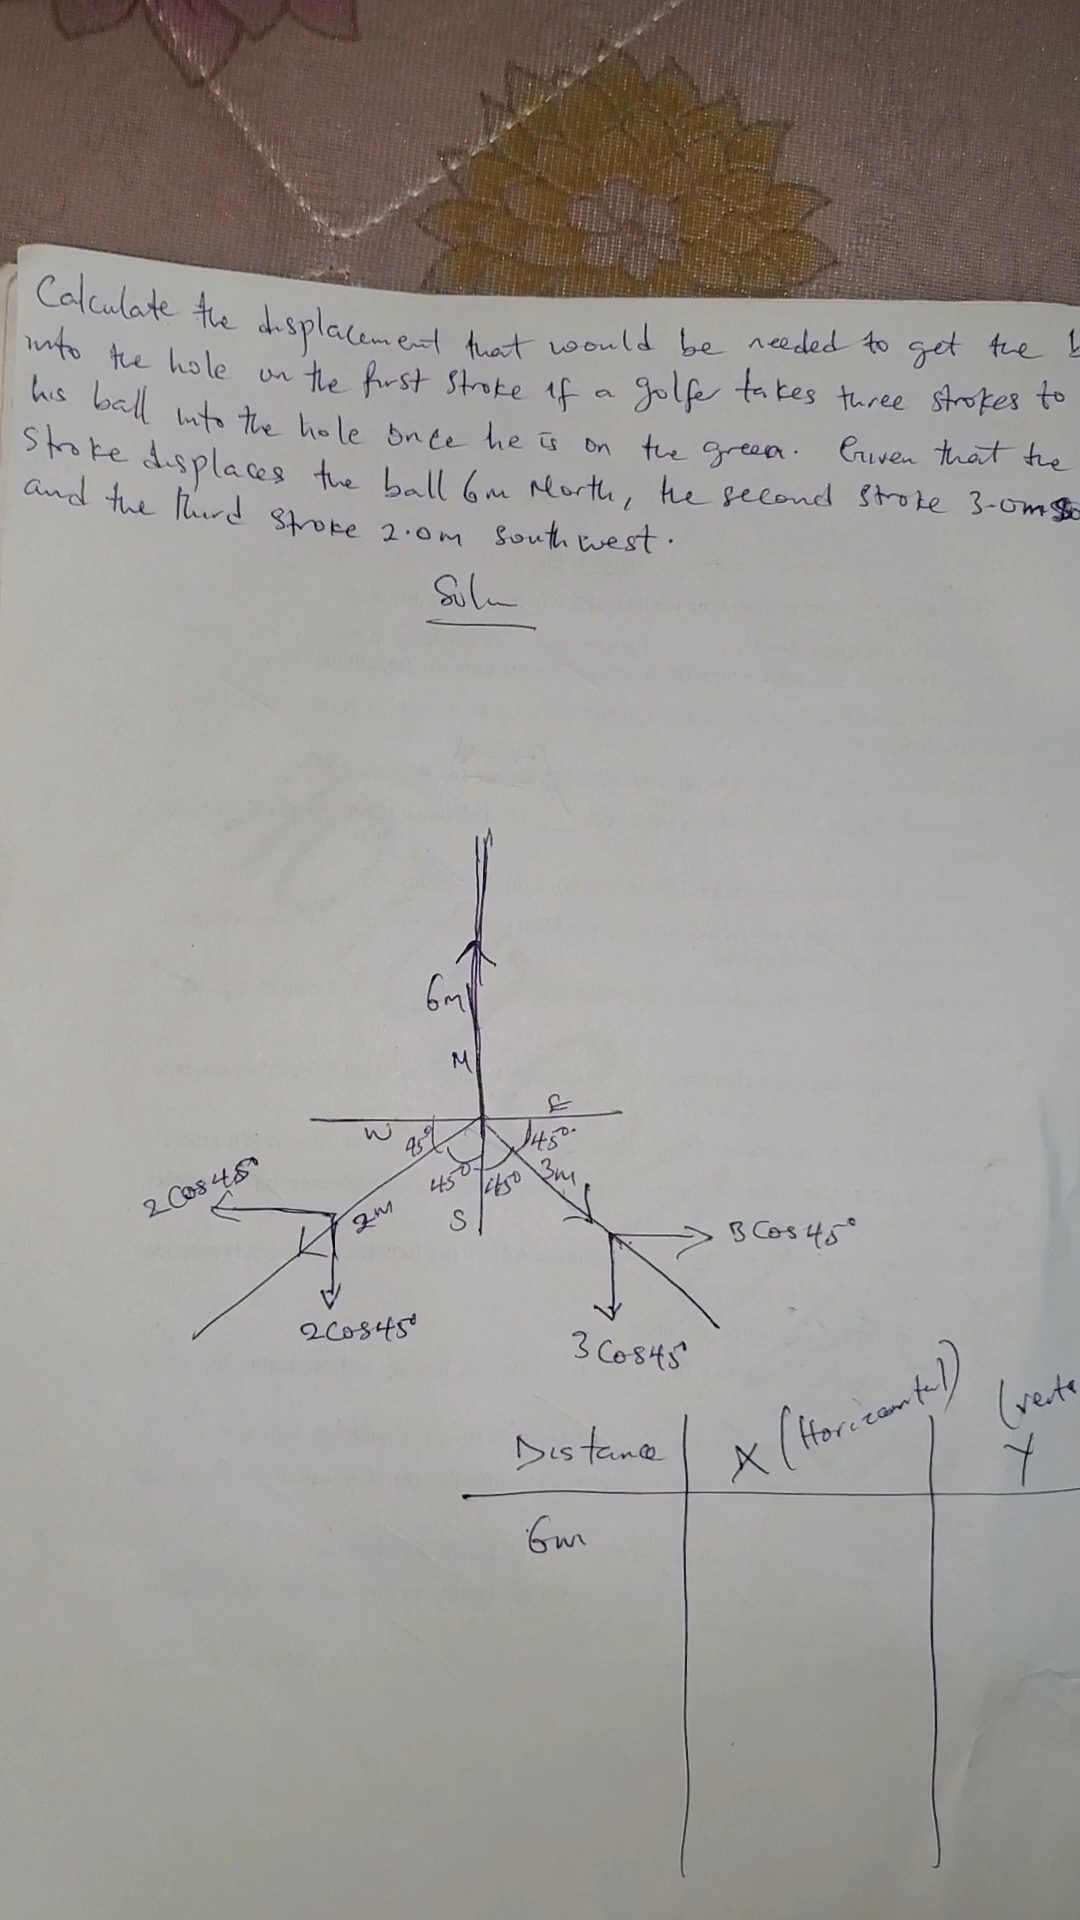 Calculate the displacement that would be needed to get the b
into the hole on the first stroke if a golfer takes three strokes to
his ball into the hole once he is on the green. Given that the
stroke displaces the ball 6m North, the second stroke 3.0m So
and the third stroke 2.0m southwest.
Soln
6m
N
W
E
45°
45°
45°
45°
3m
2m
S
2Cos45°
3Cos45°
2Cos45°
3Cos45°
Distance
X (Horizontal)
(verta
Y
6m